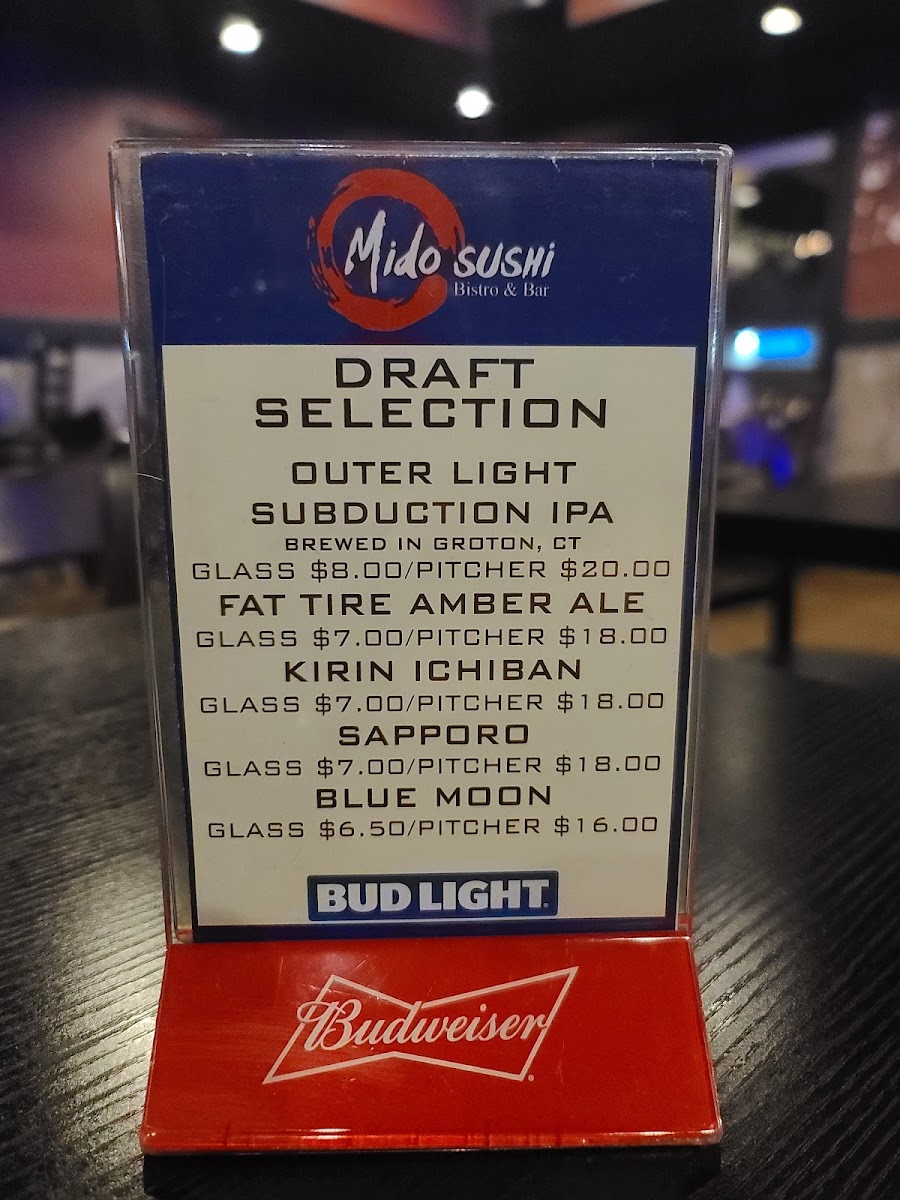 Mido SUSHi
Bistro & Bar
DRAFT
SELECTION
OUTER LIGHT
SUBDUCTION IPA
BREWED IN GROTON, CT
GLASS $8.00/PITCHER $20.00
FAT TIRE AMBER ALE
GLASS $7.00/PITCHER $18.00
KIRIN ICHIBAN
GLASS $7.00/PITCHER $18.00
SAPPORO
GLASS $7.00/PITCHER $18.00
BLUE MOON
GLASS $6.50/PITCHER $16.00
BUD LIGHT.
Budweiser